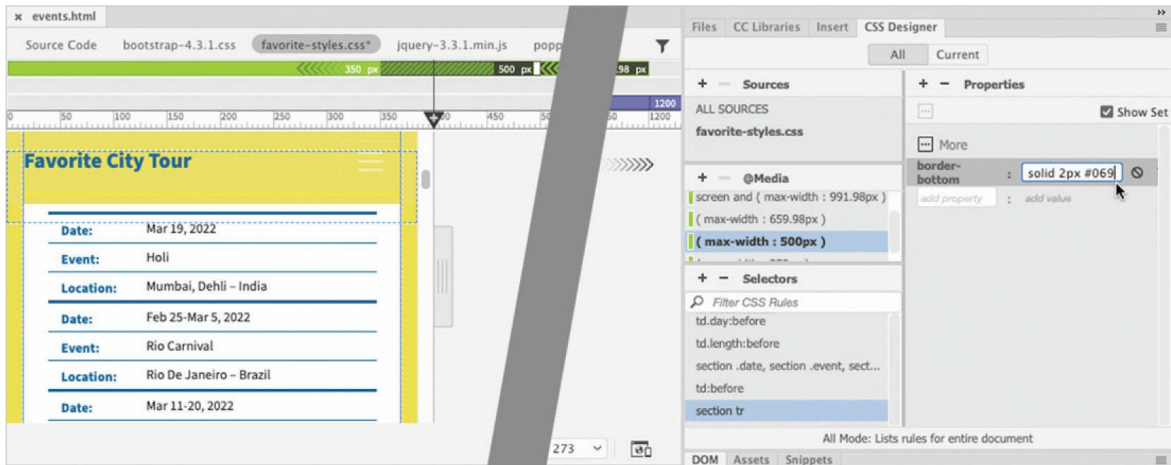 × events.html
Source Code bootstrap-4.3.1.css favorite-styles.css* jquery-3.3.1.min.js popp
350 px 500 px .98 px
1200
0 50 100 150 200 250 300 350 450 1200
Favorite City Tour
Date: Mar 19, 2022
Event: Holi
Location: Mumbai, Dehli – India
Date: Feb 25-Mar 5, 2022
Event: Rio Carnival
Location: Rio De Janeiro – Brazil
Date: Mar 11-20, 2022
273
Files CC Libraries Insert CSS Designer
All Current
+ − Sources
ALL SOURCES
favorite-styles.css
+ − @Media
screen and ( max-width : 991.98px )
( max-width : 659.98px )
( max-width : 500px )
+ − Selectors
Filter CSS Rules
td.day:before
td.length:before
section .date, section .event, sect...
td:before
section tr
+ − Properties
Show Set
More
border-bottom : solid 2px #069
add property : add value
All Mode: Lists rules for entire document
DOM Assets Snippets